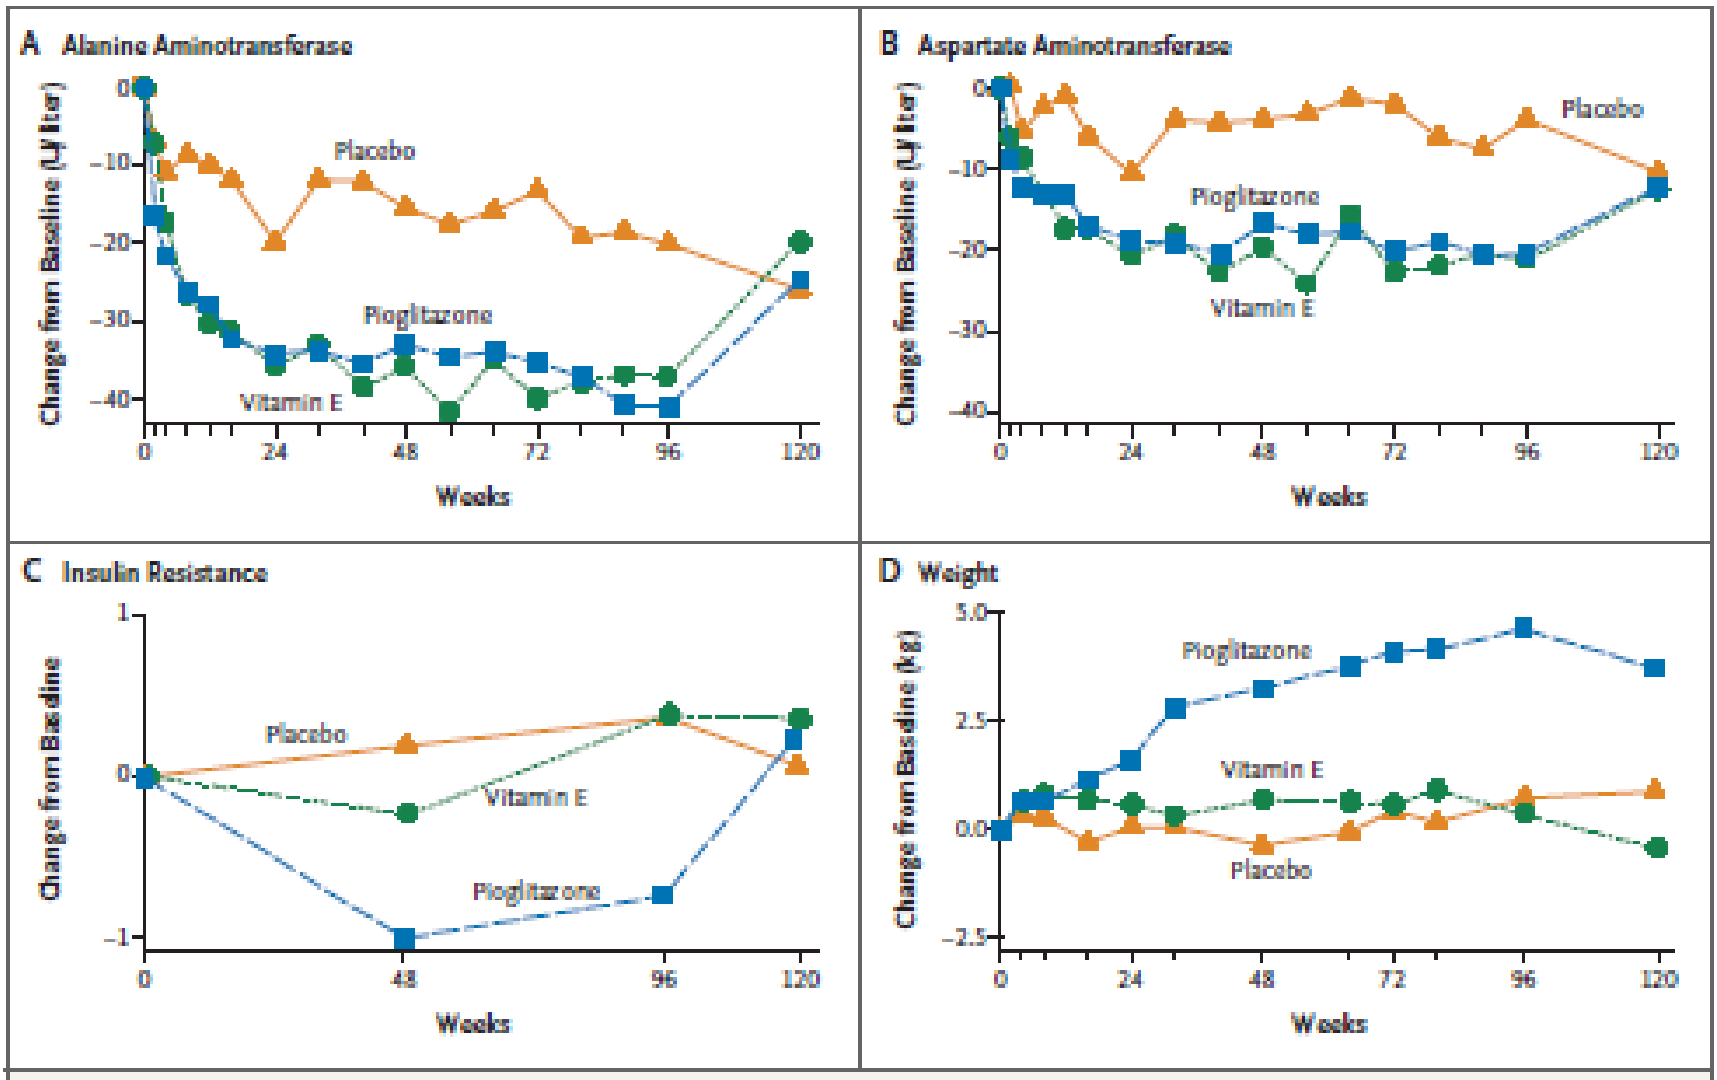 A Alanine Aminotransferase
Change from Baseline (U/liter)
0
−10
−20
−30
−40
Placebo
Pioglitazone
Vitamin E
0 24 48 72 96 120
Weeks
B Aspartate Aminotransferase
Change from Baseline (U/liter)
0
−10
−20
−30
−40
Placebo
Pioglitazone
Vitamin E
0 24 48 72 96 120
Weeks
C Insulin Resistance
Change from Baseline
1
0
−1
Placebo
Vitamin E
Pioglitazone
0 48 96 120
Weeks
D Weight
Change from Baseline (kg)
5.0
2.5
0.0
−2.5
Pioglitazone
Vitamin E
Placebo
0 24 48 72 96 120
Weeks